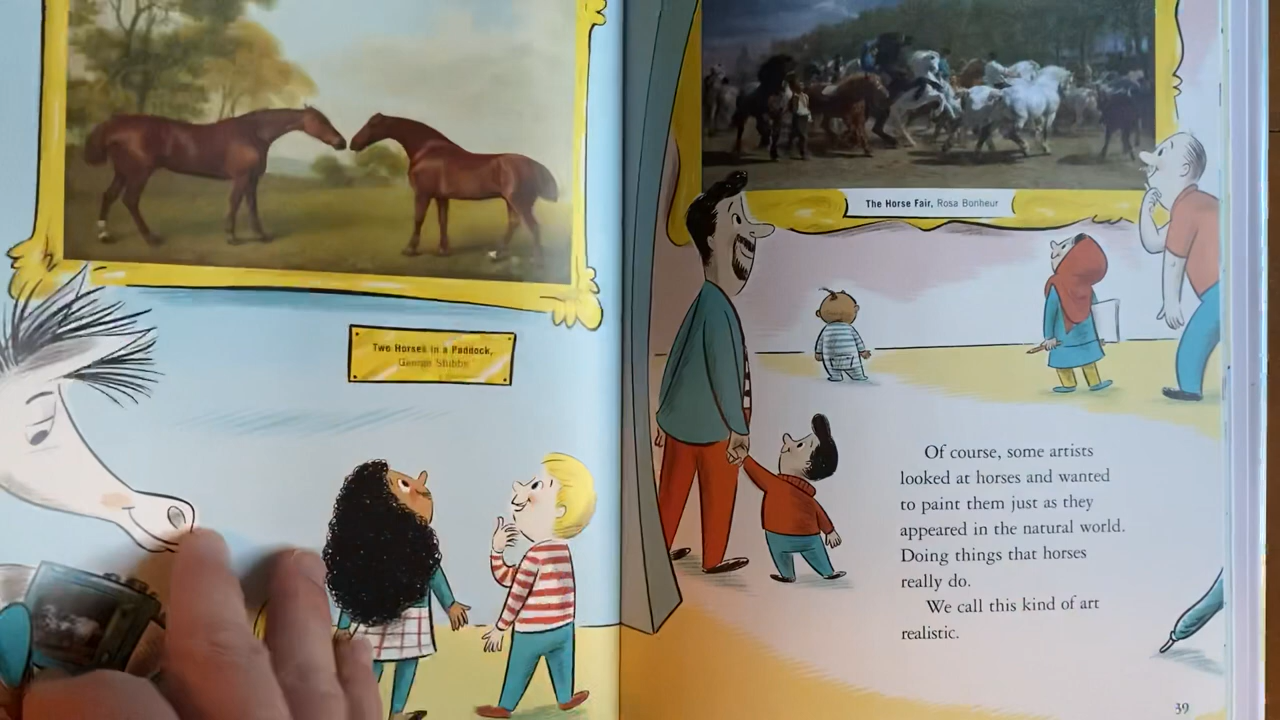 Two Horses in a Paddock,
George Stubbs
The Horse Fair, Rosa Bonheur
Of course, some artists
looked at horses and wanted
to paint them just as they
appeared in the natural world.
Doing things that horses
really do.
We call this kind of art
realistic.
39